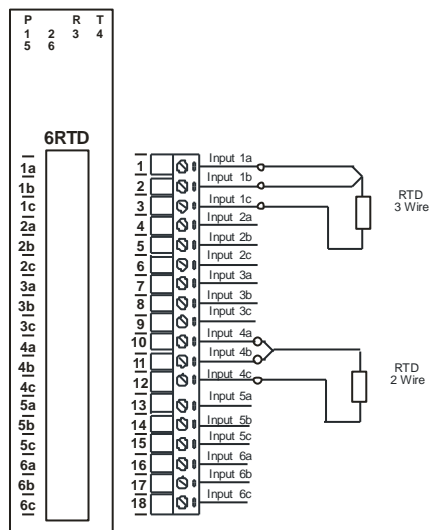 P R T
1 2 3 4
5 6
6RTD
1a
1b
1c
2a
2b
2c
3a
3b
3c
4a
4b
4c
5a
5b
5c
6a
6b
6c
1 Input 1a
2 Input 1b
3 Input 1c
4 Input 2a
5 Input 2b
6 Input 2c
7 Input 3a
8 Input 3b
9 Input 3c
10 Input 4a
11 Input 4b
12 Input 4c
13 Input 5a
14 Input 5b
15 Input 5c
16 Input 6a
17 Input 6b
18 Input 6c
RTD
3 Wire
RTD
2 Wire